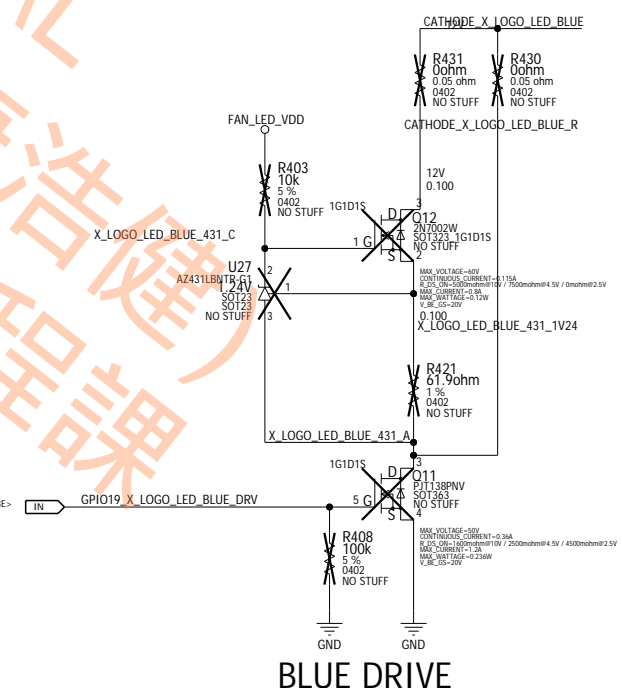 CATHODE_X_LOGO_LED_BLUE
12V
R431
0ohm
0.05 ohm
0402
NO STUFF
R430
0ohm
0.05 ohm
0402
NO STUFF
CATHODE_X_LOGO_LED_BLUE_R
FAN_LED_VDD
R403
10k
5 %
0402
NO STUFF
12V
0.100
1G1D1S
D
3
Q12
2N7002W
SOT323_1G1D1S
NO STUFF
1 G
S
2
X_LOGO_LED_BLUE_431_C
U27
AZ431LBNTR-G1
1.24V
SOT23
SOT23
NO STUFF
2
1
3
MAX_VOLTAGE=60V
CONTINUOUS_CURRENT=0.115A
R_DS_ON=5000mohm@10V / 7500mohm@4.5V / 0mohm@2.5V
MAX_CURRENT=0.8A
MAX_WATTAGE=0.12W
V_BE_GS=20V
0.100
X_LOGO_LED_BLUE_431_1V24
R421
61.9ohm
1 %
0402
NO STUFF
X_LOGO_LED_BLUE_431_A
1G1D1S
D
3
Q11
PJT138PNV
SOT363
NO STUFF
5 G
S
4
IN
GPIO19_X_LOGO_LED_BLUE_DRV
R408
100k
5 %
0402
NO STUFF
MAX_VOLTAGE=50V
CONTINUOUS_CURRENT=0.36A
R_DS_ON=1600mohm@10V / 2500mohm@4.5V / 4500mohm@2.5V
MAX_CURRENT=1.2A
MAX_WATTAGE=0.236W
V_BE_GS=20V
GND
GND
BLUE DRIVE
浩健)
程課